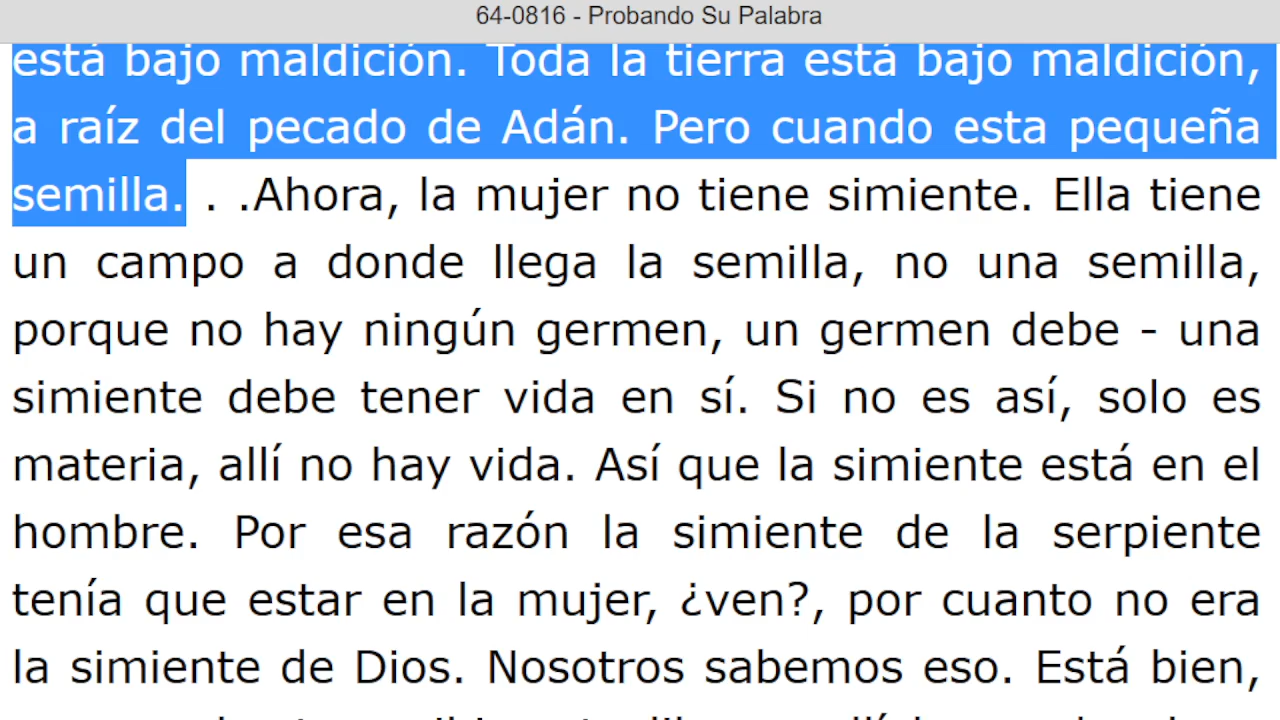 64-0816 - Probando Su Palabra
está bajo maldición. Toda la tierra está bajo maldición,
a raíz del pecado de Adán. Pero cuando esta pequeña
semilla. . .Ahora, la mujer no tiene simiente. Ella tiene
un campo a donde llega la semilla, no una semilla,
porque no hay ningún germen, un germen debe - una
simiente debe tener vida en sí. Si no es así, solo es
materia, allí no hay vida. Así que la simiente está en el
hombre. Por esa razón la simiente de la serpiente
tenía que estar en la mujer, ¿ven?, por cuanto no era
la simiente de Dios. Nosotros sabemos eso. Está bien,